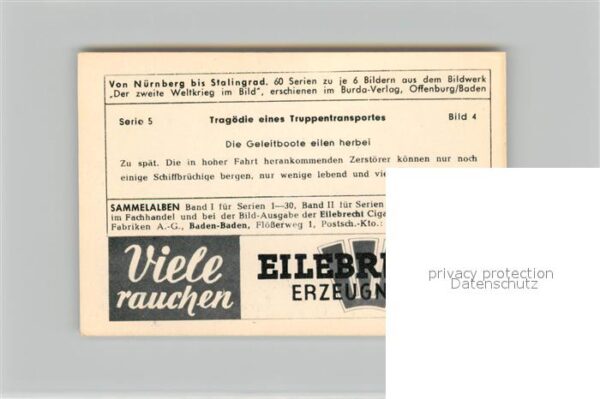 Von Nürnberg bis Stalingrad. 60 Serien zu je 6 Bildern aus dem Bildwerk
„Der zweite Weltkrieg im Bild", erschienen im Burda-Verlag, Offenburg/Baden
Serie 5 Tragödie eines Truppentransportes Bild 4
Die Geleitboote eilen herbei
Zu spät. Die in hoher Fahrt herankommenden Zerstörer können nur noch
einige Schiffbrüchige bergen, nur wenige lebend und
SAMMELALBEN Band I für Serien 1—30, Band II für Serien
im Fachhandel und bei der Bild-Ausgabe der Eilebrecht
Fabriken A.-G., Baden-Baden, Flößerweg 1, Postsch.-Kto.:
Viele
rauchen
privacy protection
Datenschutz